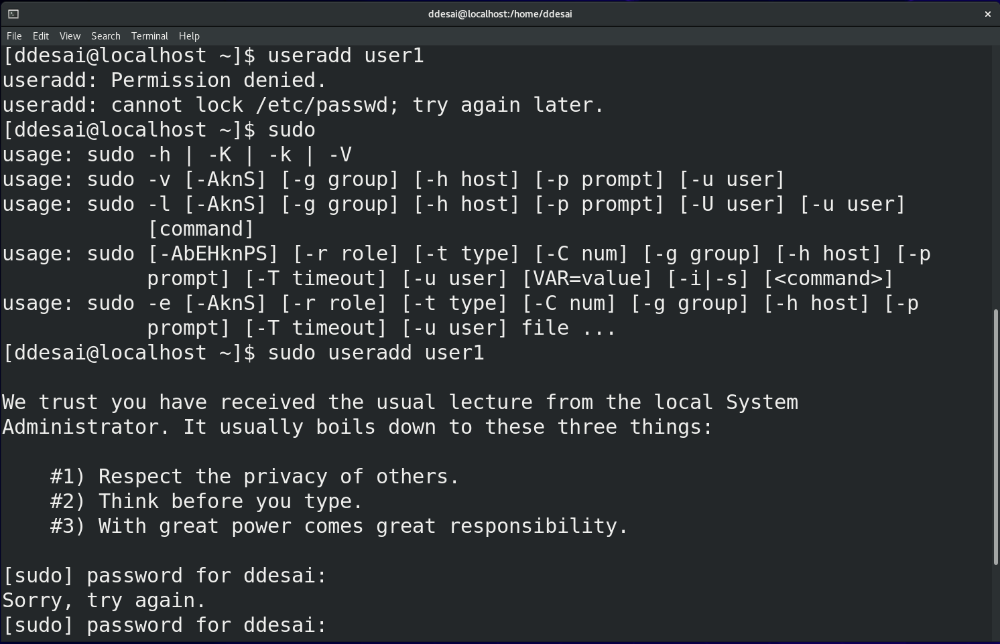 ddesai@localhost:/home/ddesai
File Edit View Search Terminal Help
[ddesai@localhost ~]$ useradd user1
useradd: Permission denied.
useradd: cannot lock /etc/passwd; try again later.
[ddesai@localhost ~]$ sudo
usage: sudo -h | -K | -k | -V
usage: sudo -v [-AknS] [-g group] [-h host] [-p prompt] [-u user]
usage: sudo -l [-AknS] [-g group] [-h host] [-p prompt] [-U user] [-u user]
            [command]
usage: sudo [-AbEHknPS] [-r role] [-t type] [-C num] [-g group] [-h host] [-p
            prompt] [-T timeout] [-u user] [VAR=value] [-i|-s] [<command>]
usage: sudo -e [-AknS] [-r role] [-t type] [-C num] [-g group] [-h host] [-p
            prompt] [-T timeout] [-u user] file ...
[ddesai@localhost ~]$ sudo useradd user1

We trust you have received the usual lecture from the local System
Administrator. It usually boils down to these three things:

    #1) Respect the privacy of others.
    #2) Think before you type.
    #3) With great power comes great responsibility.

[sudo] password for ddesai:
Sorry, try again.
[sudo] password for ddesai: